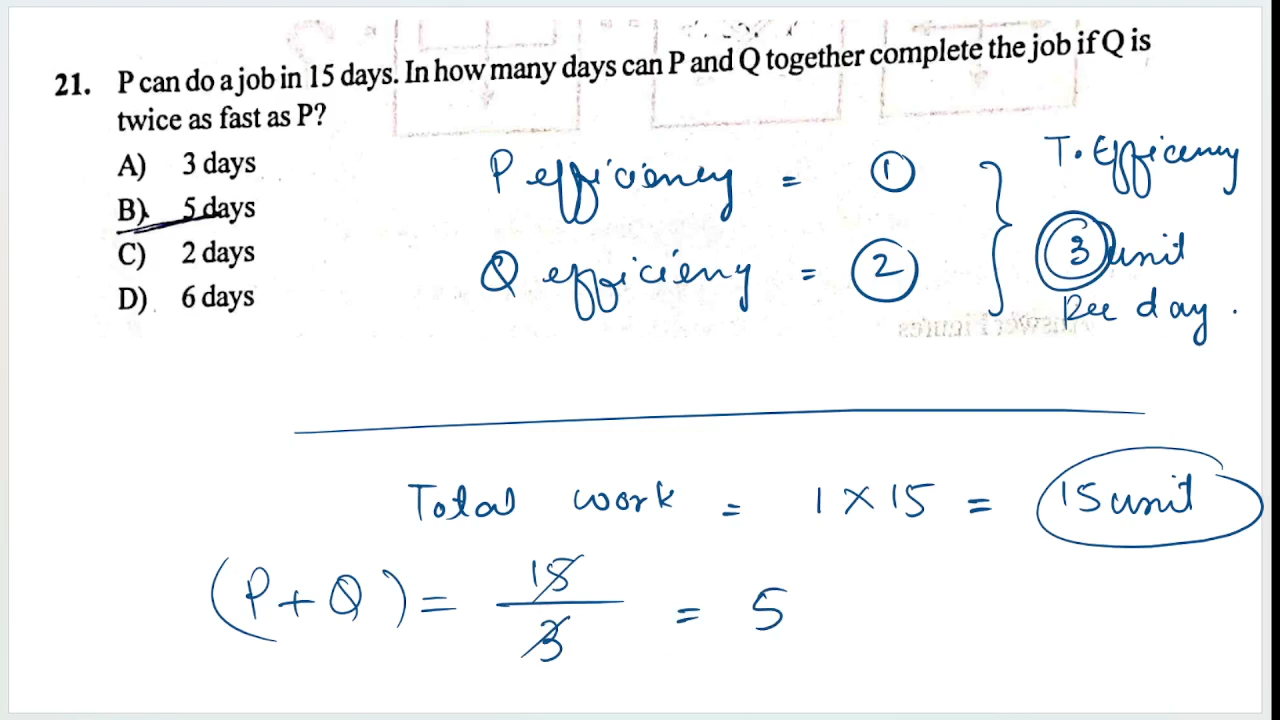 21. P can do a job in 15 days. In how many days can P and Q together complete the job if Q is
twice as fast as P?
A) 3 days
B) 5 days
C) 2 days
D) 6 days
P efficiency = 1
Q efficieny = 2
T. Efficency
3 unit
Per day.
Total work = 1 × 15 = 15 unit
(P + Q) = 15/3 = 5